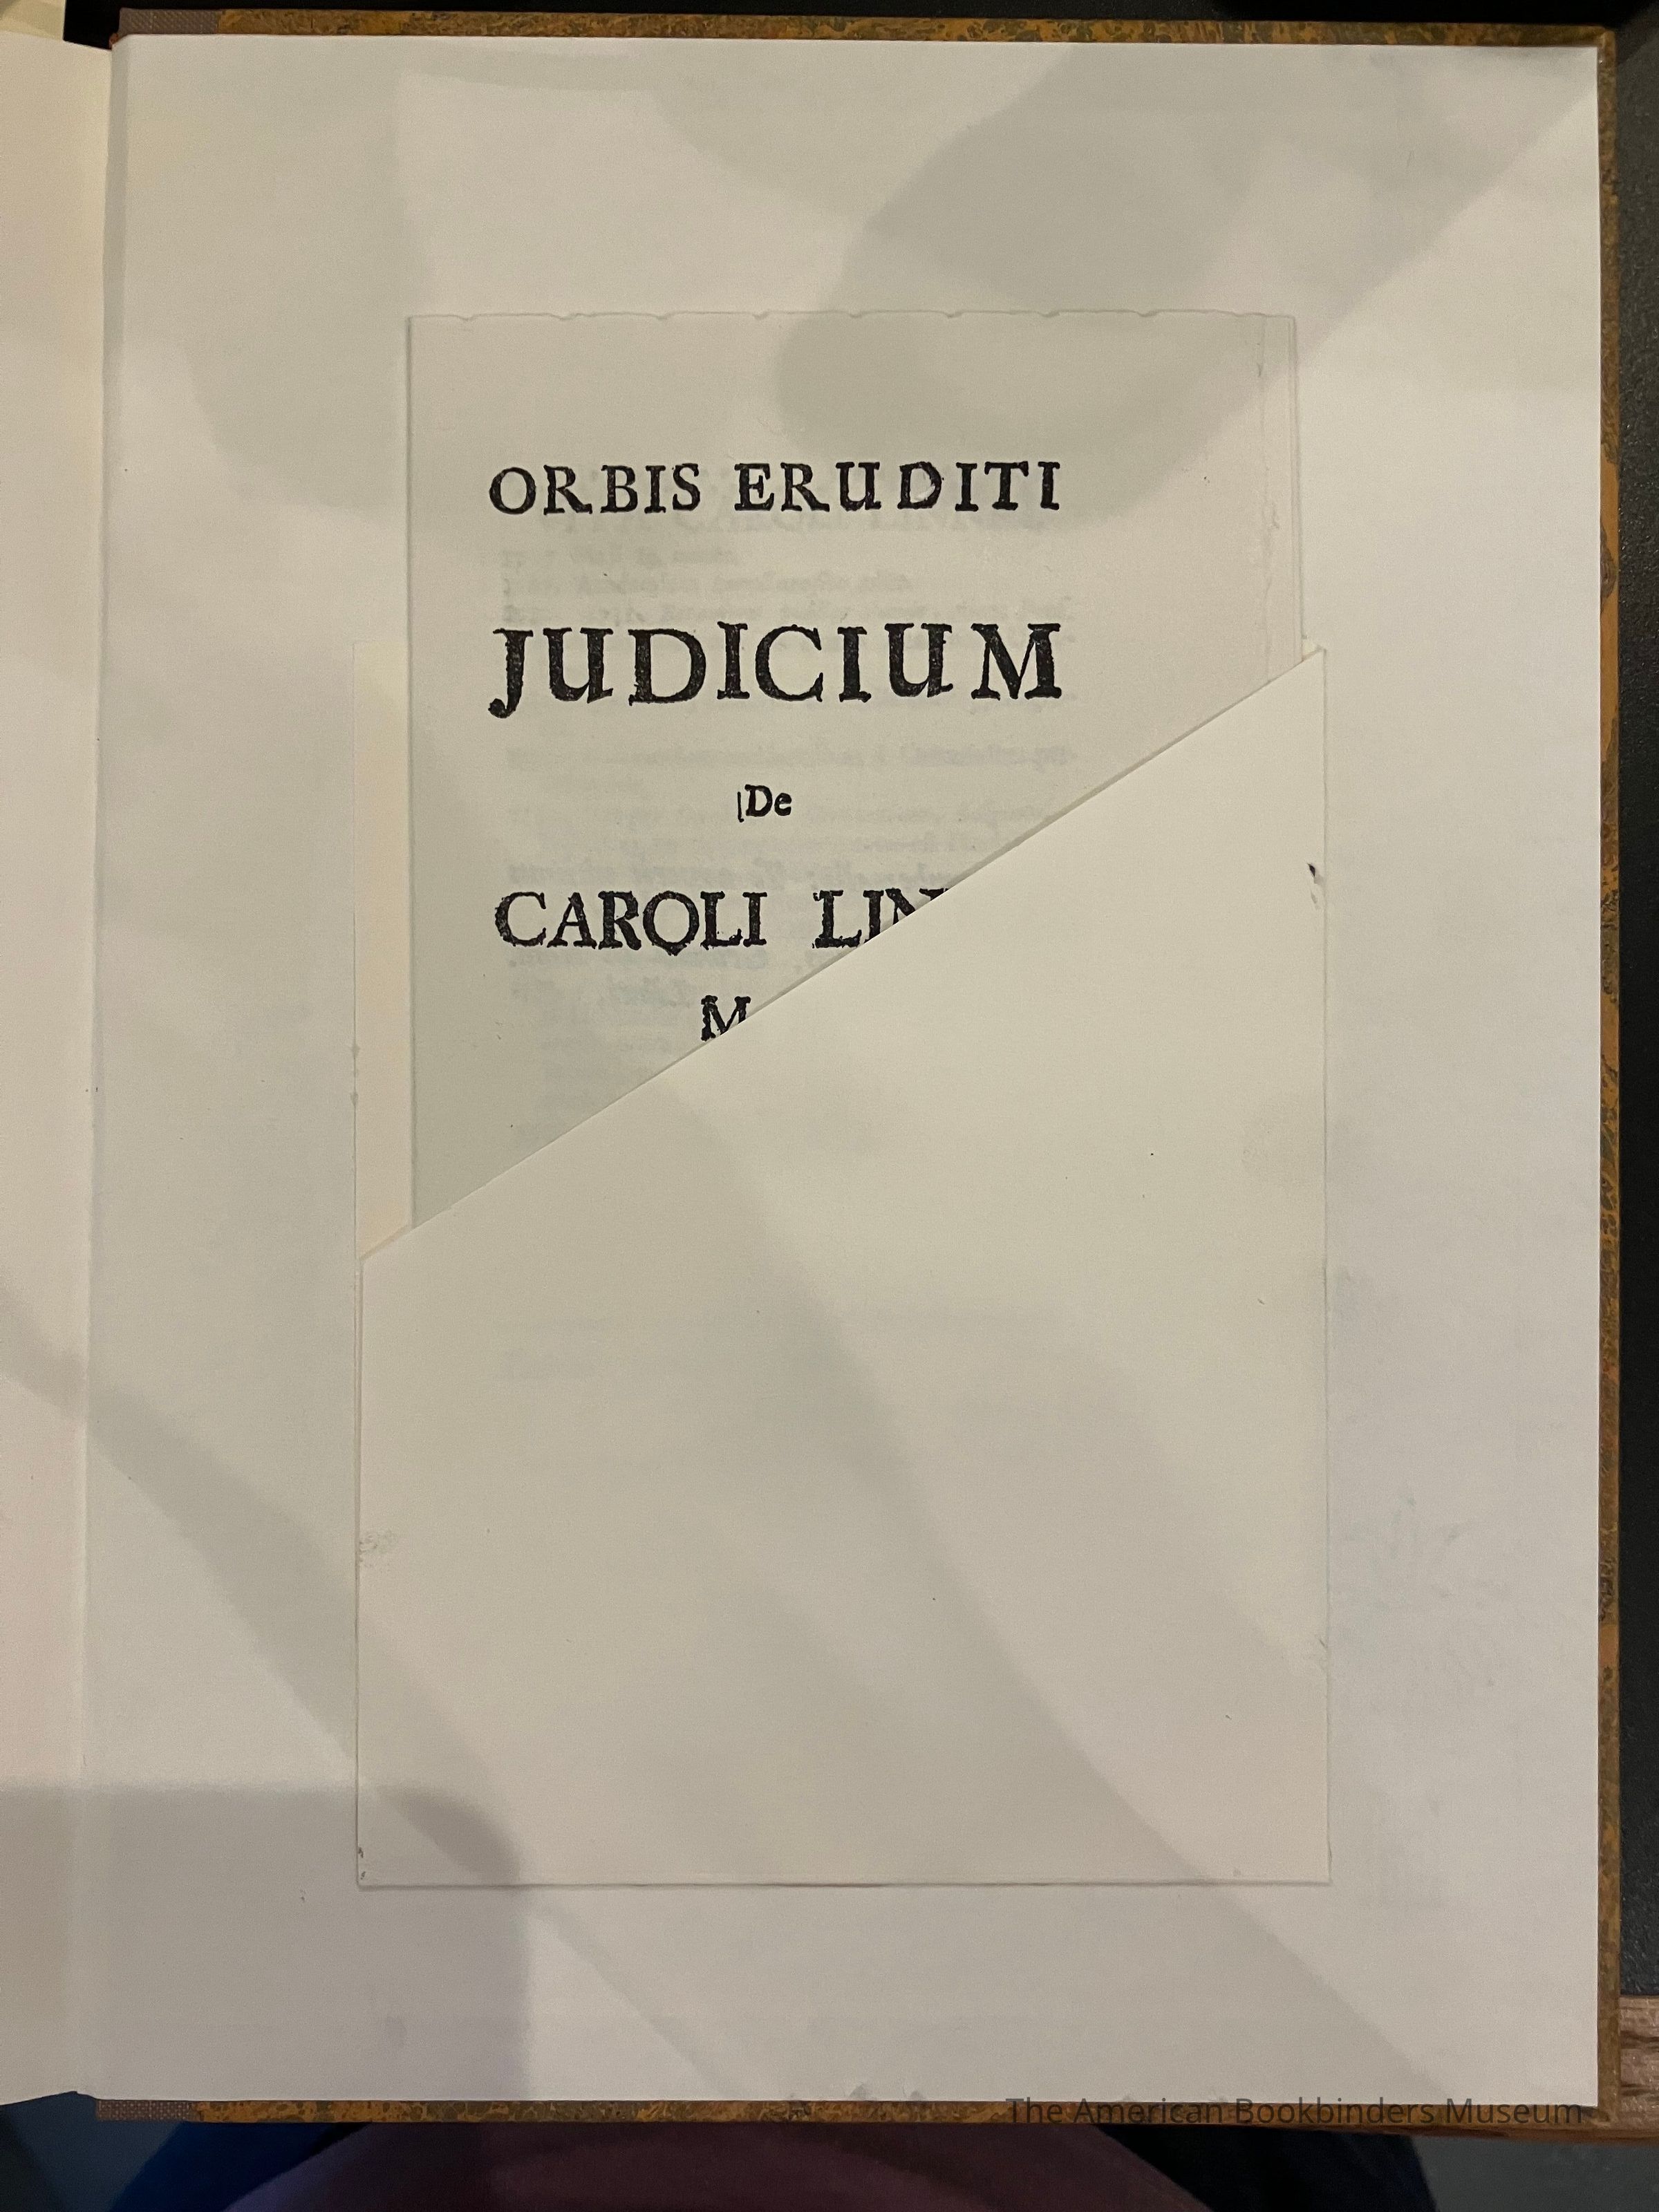 ORBIS ERUDITI
JUDICIUM
De
CAROLI LIN
M
The American Bookbinders Museum